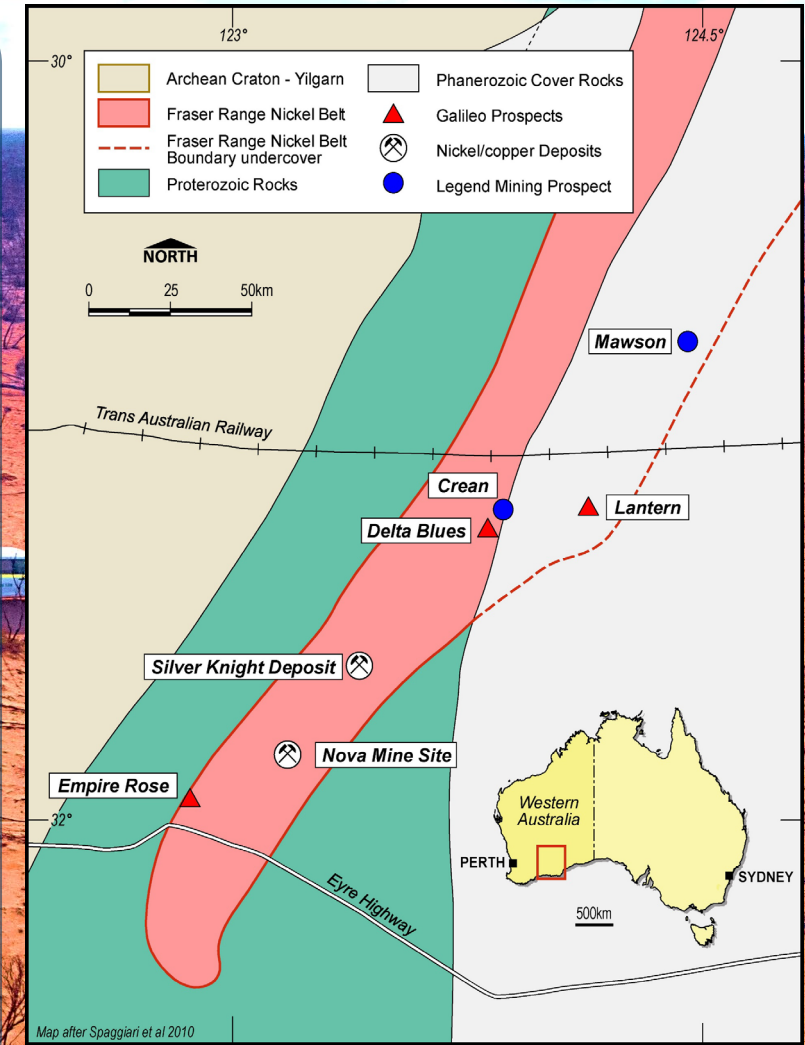 123°
124.5°
30°
Archean Craton - Yilgarn
Fraser Range Nickel Belt
Fraser Range Nickel Belt
Boundary undercover
Proterozoic Rocks
Phanerozoic Cover Rocks
Galileo Prospects
Nickel/copper Deposits
Legend Mining Prospect
NORTH
0 25 50km
Mawson
Trans Australian Railway
Crean
Lantern
Delta Blues
Silver Knight Deposit
Nova Mine Site
Empire Rose
32°
Eyre Highway
Western
Australia
PERTH
SYDNEY
500km
Map after Spaggiari et al 2010